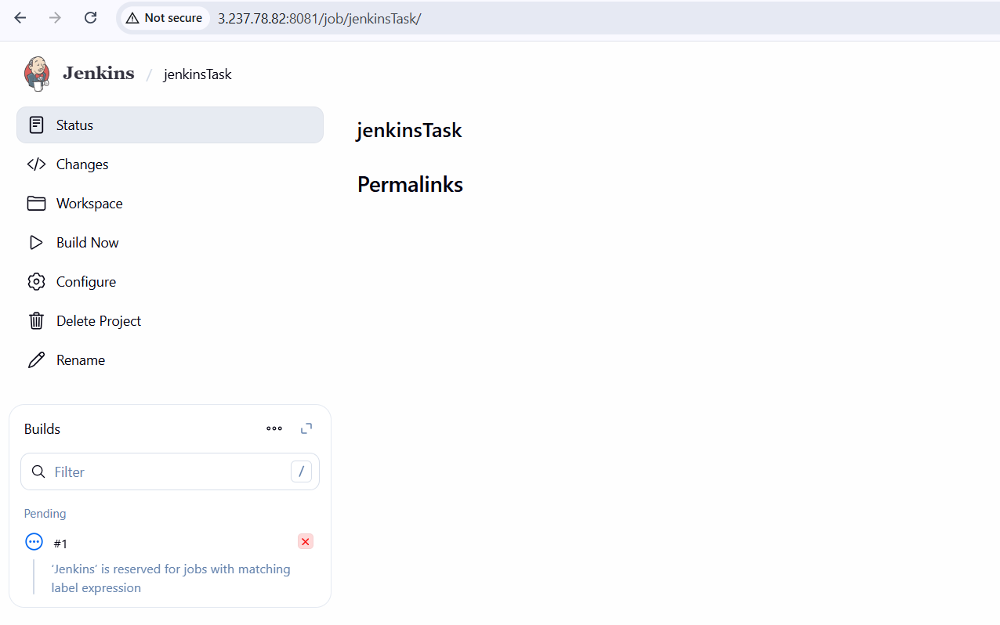 Not secure 3.237.78.82:8081/job/jenkinsTask/
Jenkins / jenkinsTask
Status
Changes
Workspace
Build Now
Configure
Delete Project
Rename
jenkinsTask
Permalinks
Builds
Filter /
Pending
#1
‘Jenkins’ is reserved for jobs with matching
label expression